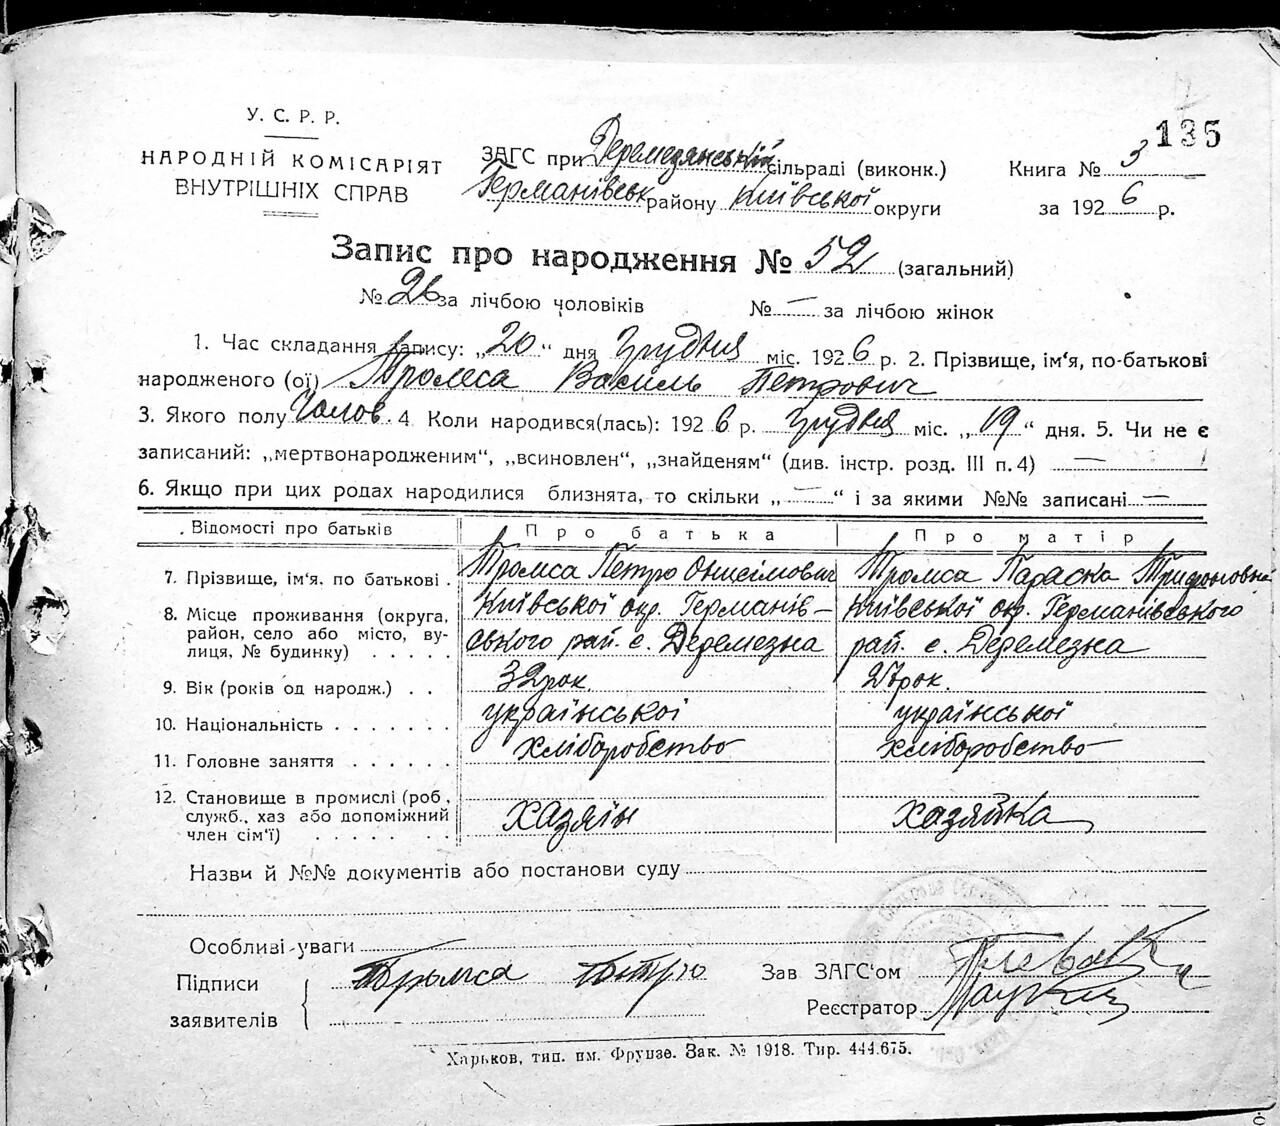 135
У. С. Р. Р.
НАРОДНІЙ КОМІСАРІЯТ
ВНУТРІШНІХ СПРАВ
ЗАГС при Деремезянській сільраді (виконк.)
Германівськ району Київської округи
Книга № 3
за 1926 р.
Запис про народження № 52 (загальний)
№ 26 за лічбою чоловіків № — за лічбою жінок
1. Час складання запису: „20“ дня Грудня міс. 1926 р. 2. Прізвище, ім'я, по-батькові
народженого (ої) Тромса Василь Петрович
3. Якого полу Чолов. 4 Коли народився(лась): 1926 р. Грудня міс. „19“ дня. 5. Чи не є
записаний: „мертвонародженим“, „всиновлен“, „знайденям“ (див. інстр. розд. III п. 4) —
6. Якщо при цих родах народилися близнята, то скільки „—“ і за якими №№ записані —
Відомості про батьків Про батька Про матір
7. Прізвище, ім'я. по батькові . Тромса Петро Онисімович Тромса Параска Трифоновна
8. Місце проживання (округа, Київської окр. Германів- Київської окр. Германівського
район, село або місто, ву- ського рай. с. Деремезна рай. с. Деремезна
лиця, № будинку) . . . . .
9. Вік (років од народж.) . . 32 рок. рок.
10. Національність . . . . . . української української
11. Головне заняття . . . . . . хліборобство хліборобство
12. Становище в промислі (роб,
служб., хаз або допоміжний хазяїн хазяйка
член сім'ї) . . . . . . .
Назви й №№ документів або постанови суду
Особливі уваги
Підписи Тромса Зав ЗАГС'ом
заявителів Реєстратор
Харьков, тип. им. Фрунзе. Зак. № 1918. Тир. 444.675.